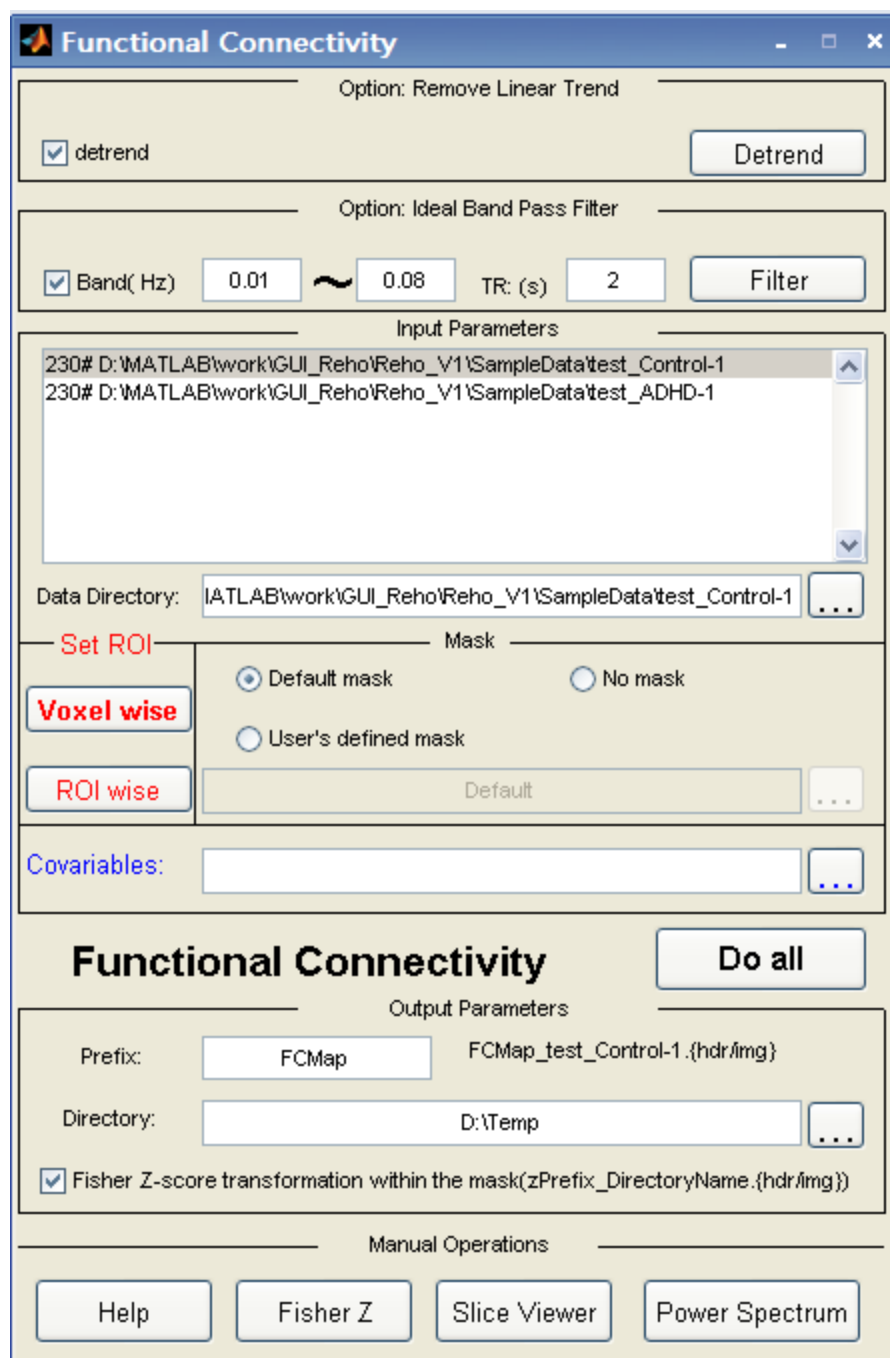 Functional Connectivity
Option: Remove Linear Trend
detrend
Detrend
Option: Ideal Band Pass Filter
Band( Hz)
0.01
~
0.08
TR: (s)
2
Filter
Input Parameters
230# D:\MATLAB\work\GUI_Reho\Reho_V1\SampleData\test_Control-1
230# D:\MATLAB\work\GUI_Reho\Reho_V1\SampleData\test_ADHD-1
Data Directory:
IATLAB\work\GUI_Reho\Reho_V1\SampleData\test_Control-1
...
Set ROI
Mask
Default mask
No mask
Voxel wise
User's defined mask
ROI wise
Default
...
Covariables:
...
Functional Connectivity
Do all
Output Parameters
Prefix:
FCMap
FCMap_test_Control-1.{hdr/img}
Directory:
D:\Temp
...
Fisher Z-score transformation within the mask(zPrefix_DirectoryName.{hdr/img})
Manual Operations
Help
Fisher Z
Slice Viewer
Power Spectrum